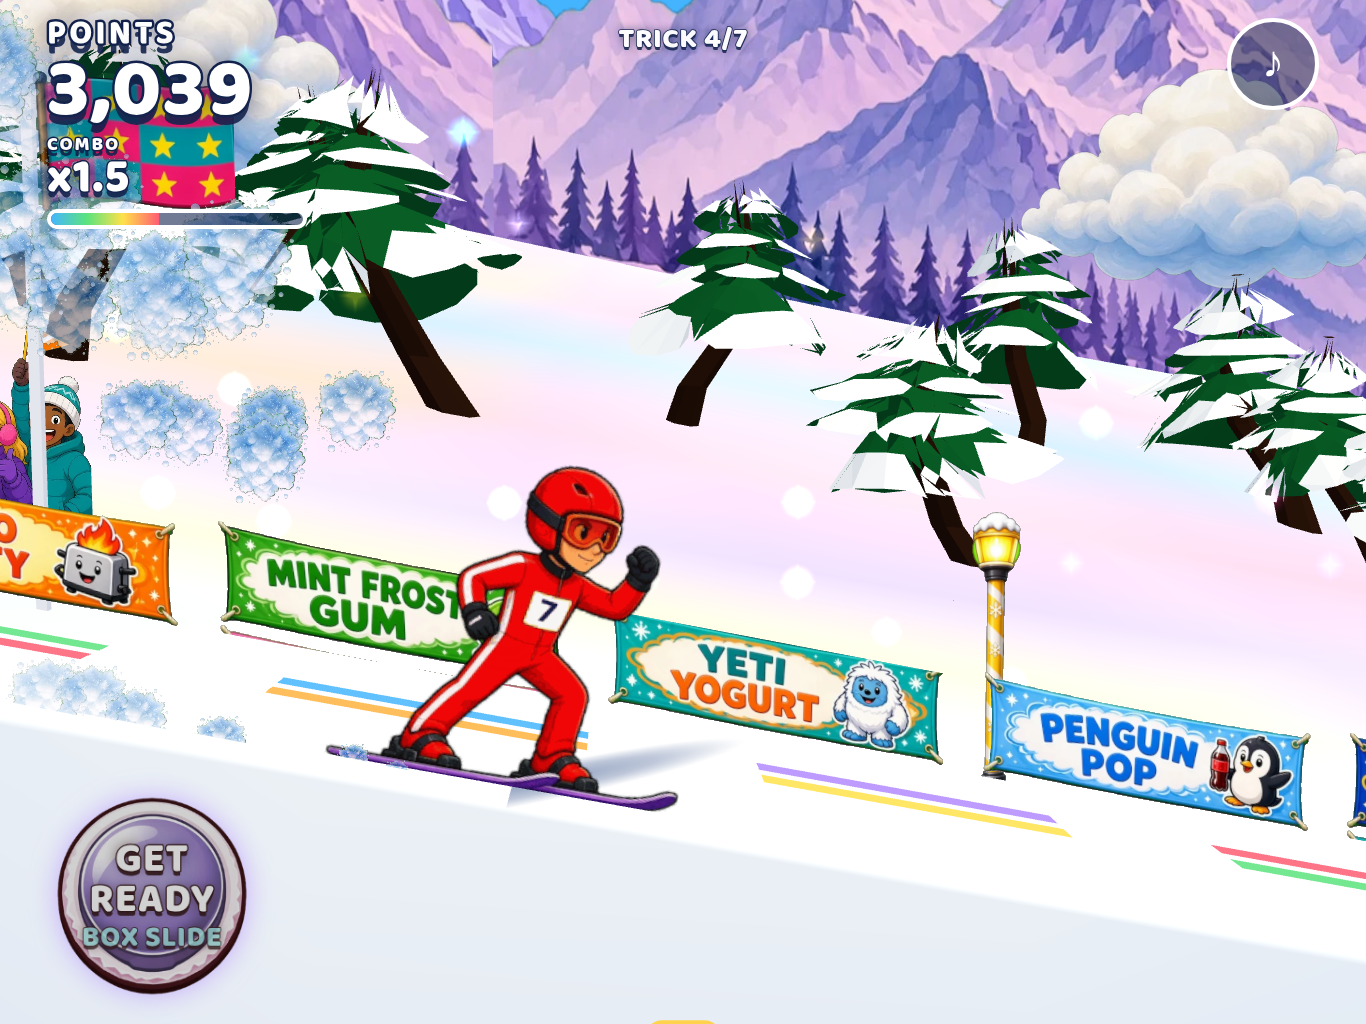 POINTS
3,039
COMBO
x1.5
TRICK 4/7
♪
MINT FROST
GUM
7
YETI
YOGURT
PENGUIN
POP
GET
READY
BOX SLIDE